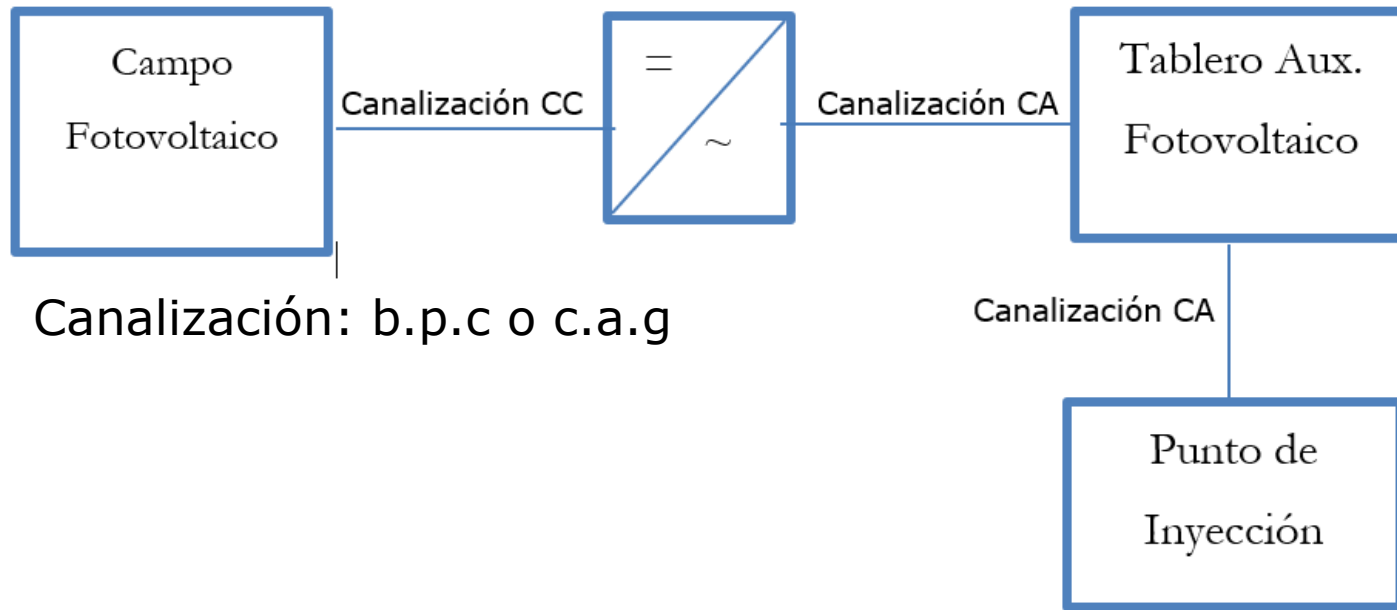 Campo
Fotovoltaico
Canalización CC
=
~
Canalización CA
Tablero Aux.
Fotovoltaico
Canalización: b.p.c o c.a.g
Canalización CA
Punto de
Inyección